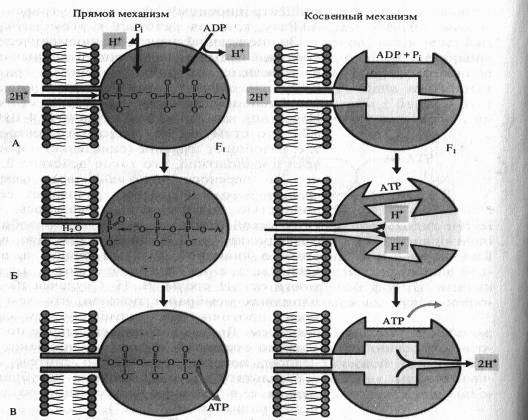 Прямой механизм
Косвенный механизм
H⁺
Pᵢ
ADP
H⁺
2H⁺
F₁
A
ADP + Pᵢ
2H⁺
F₁
H₂O
Б
ATP
H⁺
H⁺
ATP
В
ATP
2H⁺